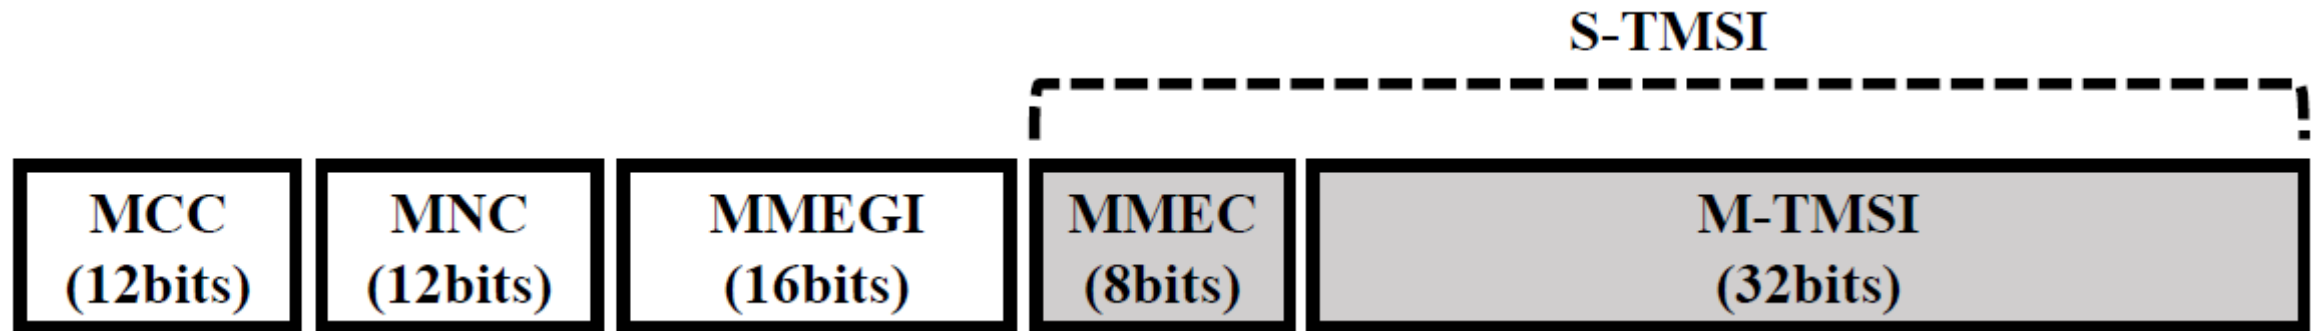 S-TMSI
MCC
(12bits)
MNC
(12bits)
MMEGI
(16bits)
MMEC
(8bits)
M-TMSI
(32bits)